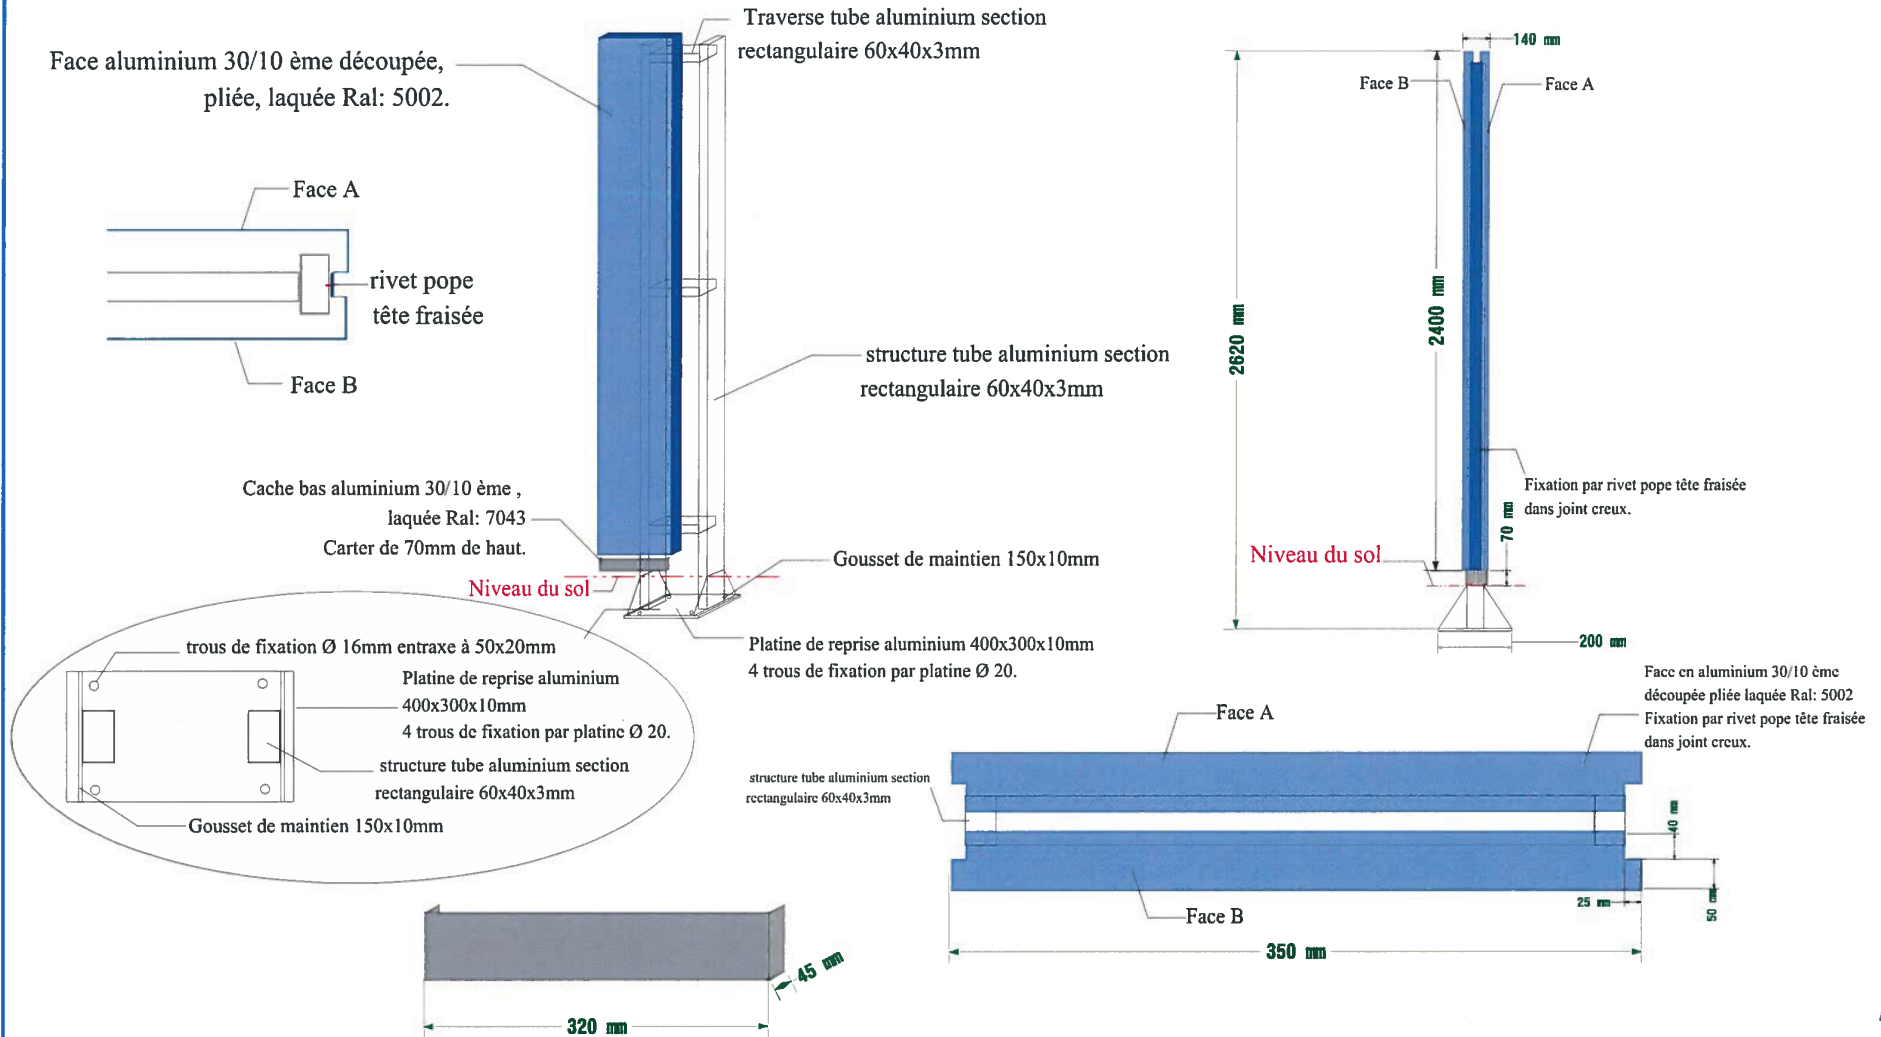 Traverse tube aluminium section
rectangulaire 60x40x3mm
Face aluminium 30/10 ème découpée,
pliée, laquée Ral: 5002.
Face A
rivet pope
tête fraisée
Face B
structure tube aluminium section
rectangulaire 60x40x3mm
Cache bas aluminium 30/10 ème ,
laquée Ral: 7043
Carter de 70mm de haut.
Gousset de maintien 150x10mm
Niveau du sol
Platine de reprise aluminium 400x300x10mm
4 trous de fixation par platine Ø 20.
trous de fixation Ø 16mm entraxe à 50x20mm
Platine de reprise aluminium
400x300x10mm
4 trous de fixation par platine Ø 20.
structure tube aluminium section
rectangulaire 60x40x3mm
Gousset de maintien 150x10mm
45 mm
320 mm
140 mm
Face B
Face A
2620 mm
2400 mm
Fixation par rivet pope tête fraisée
dans joint creux.
70 mm
Niveau du sol
200 mm
Face en aluminium 30/10 ème
découpée pliée laquée Ral: 5002
Fixation par rivet pope tête fraisée
dans joint creux.
Face A
structure tube aluminium section
rectangulaire 60x40x3mm
40 mm
25 mm
50 mm
Face B
350 mm